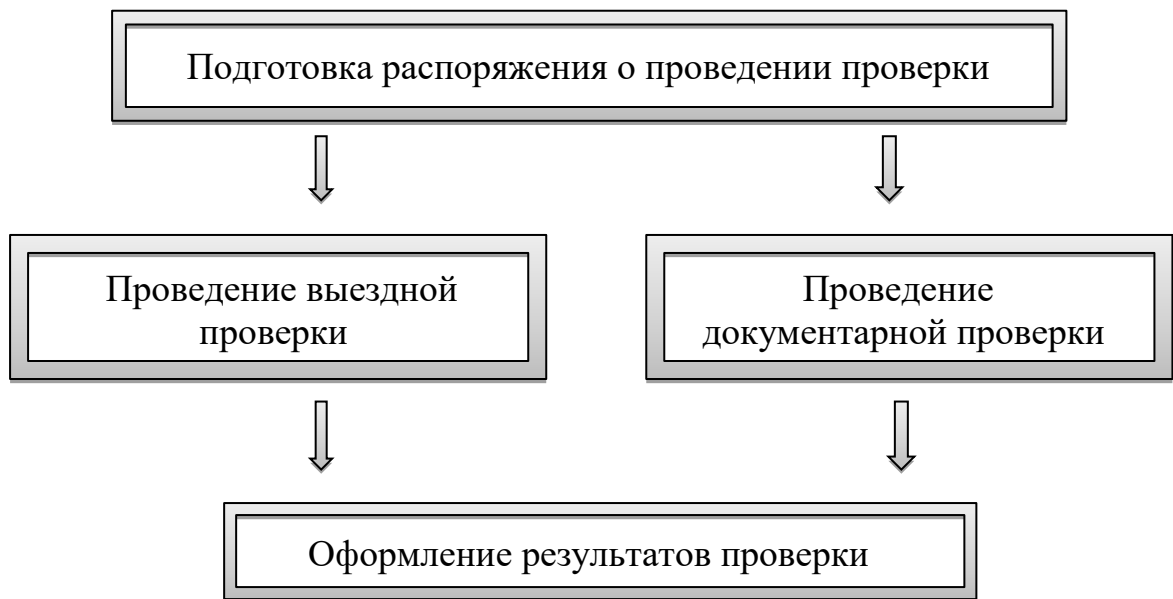 Подготовка распоряжения о проведении проверки
Проведение выездной
проверки
Проведение
документарной проверки
Оформление результатов проверки